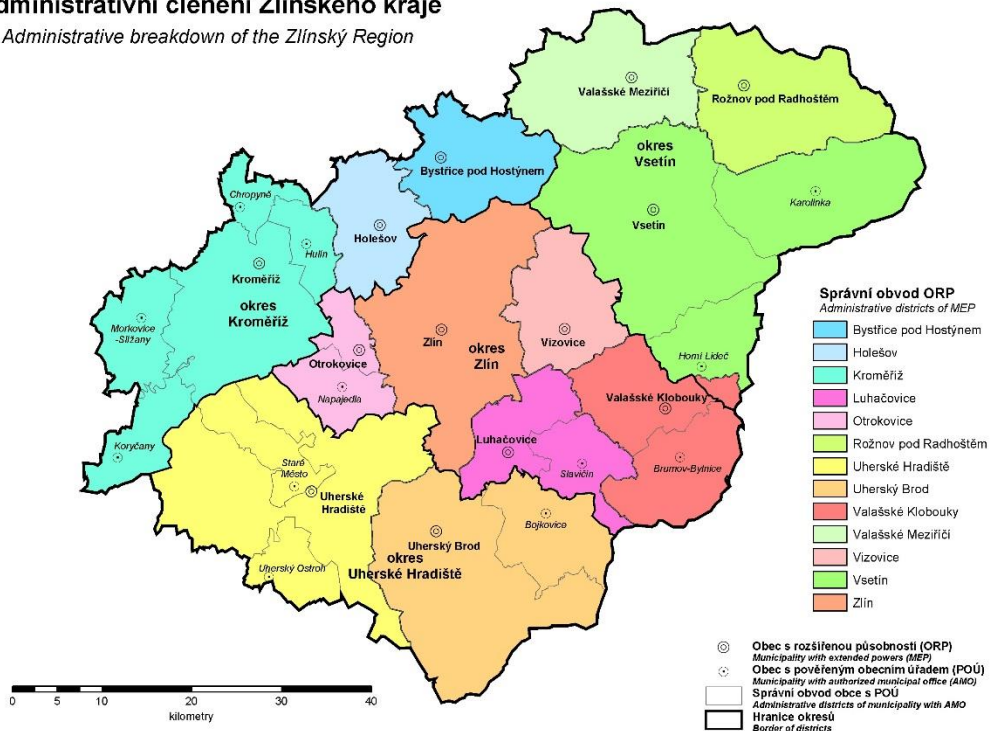 dministrativní členění Zlínského kraje
Administrative breakdown of the Zlínský Region
Valašské Meziříčí
Rožnov pod Radhoštěm
okres
Vsetín
Bystřice pod Hostýnem
Karolinka
Chropyně
Vsetín
Holešov
Hulín
Kroměříž
okres
Kroměříž
Morkovice
-Slížany
Zlín
okres
Zlín
Vizovice
Otrokovice
Horní Lideč
Napajedla
Valašské Klobouky
Koryčany
Luhačovice
Staré
Město
Slavičín
Brumov-Bylnice
Uherské
Hradiště
Bojkovice
Uherský Brod
okres
Uherské Hradiště
Uherský Ostroh
Správní obvod ORP
Administrative districts of MEP
Bystřice pod Hostýnem
Holešov
Kroměříž
Luhačovice
Otrokovice
Rožnov pod Radhoštěm
Uherské Hradiště
Uherský Brod
Valašské Klobouky
Valašské Meziříčí
Vizovice
Vsetín
Zlín
Obec s rozšířenou působností (ORP)
Municipality with extended powers (MEP)
Obec s pověřeným obecním úřadem (POÚ)
Municipality with authorized municipal office (AMO)
Správní obvod obce s POÚ
Administrative districts of municipality with AMO
Hranice okresů
Border of districts
0 5 10 20 30 40
kilometry